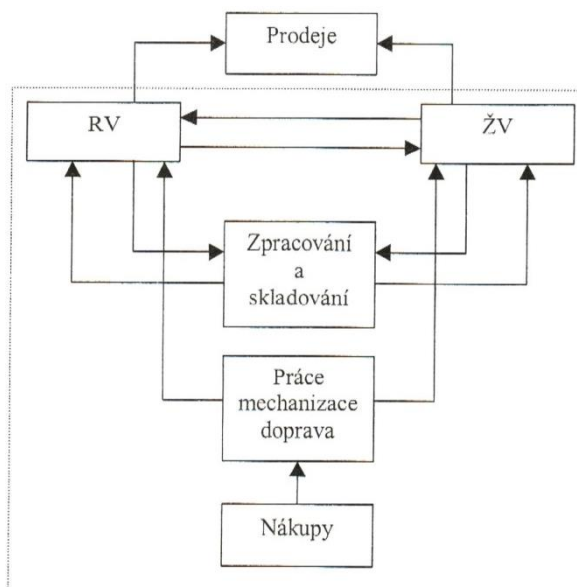 Prodeje
RV
ŽV
Zpracování
a
skladování
Práce
mechanizace
doprava
Nákupy